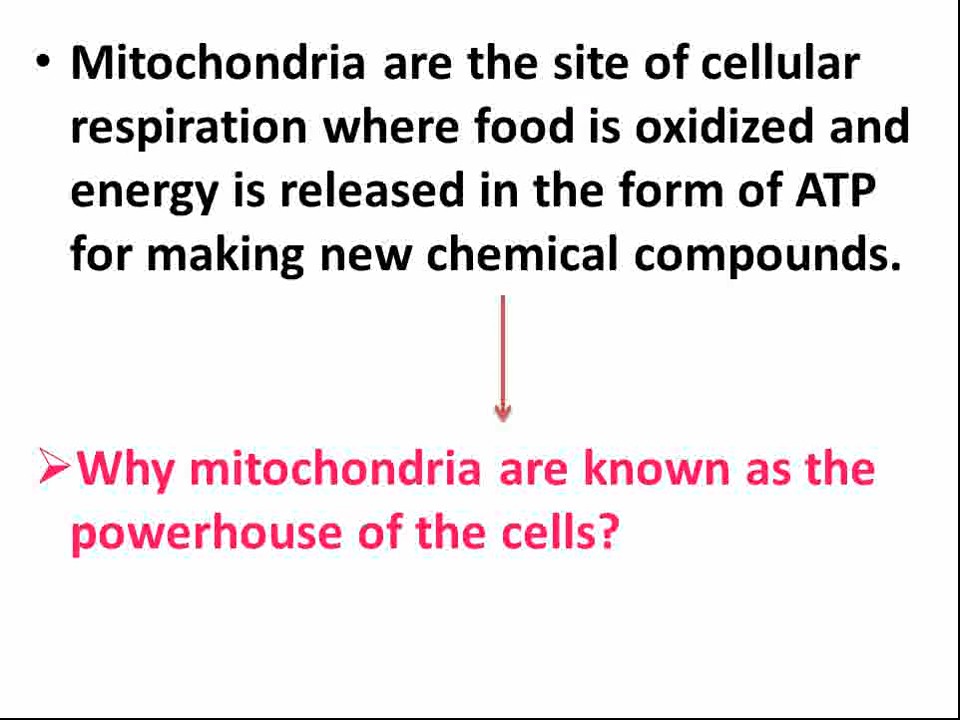 • Mitochondria are the site of cellular
respiration where food is oxidized and
energy is released in the form of ATP
for making new chemical compounds.
➢Why mitochondria are known as the
powerhouse of the cells?